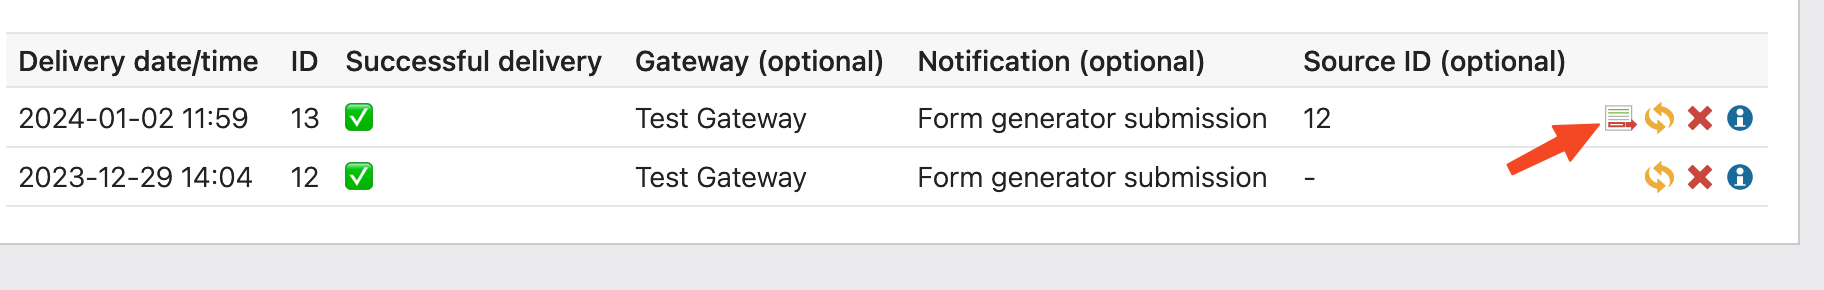 Delivery date/time ID Successful delivery Gateway (optional) Notification (optional) Source ID (optional)
2024-01-02 11:59 13 ✅ Test Gateway Form generator submission 12
2023-12-29 14:04 12 ✅ Test Gateway Form generator submission -